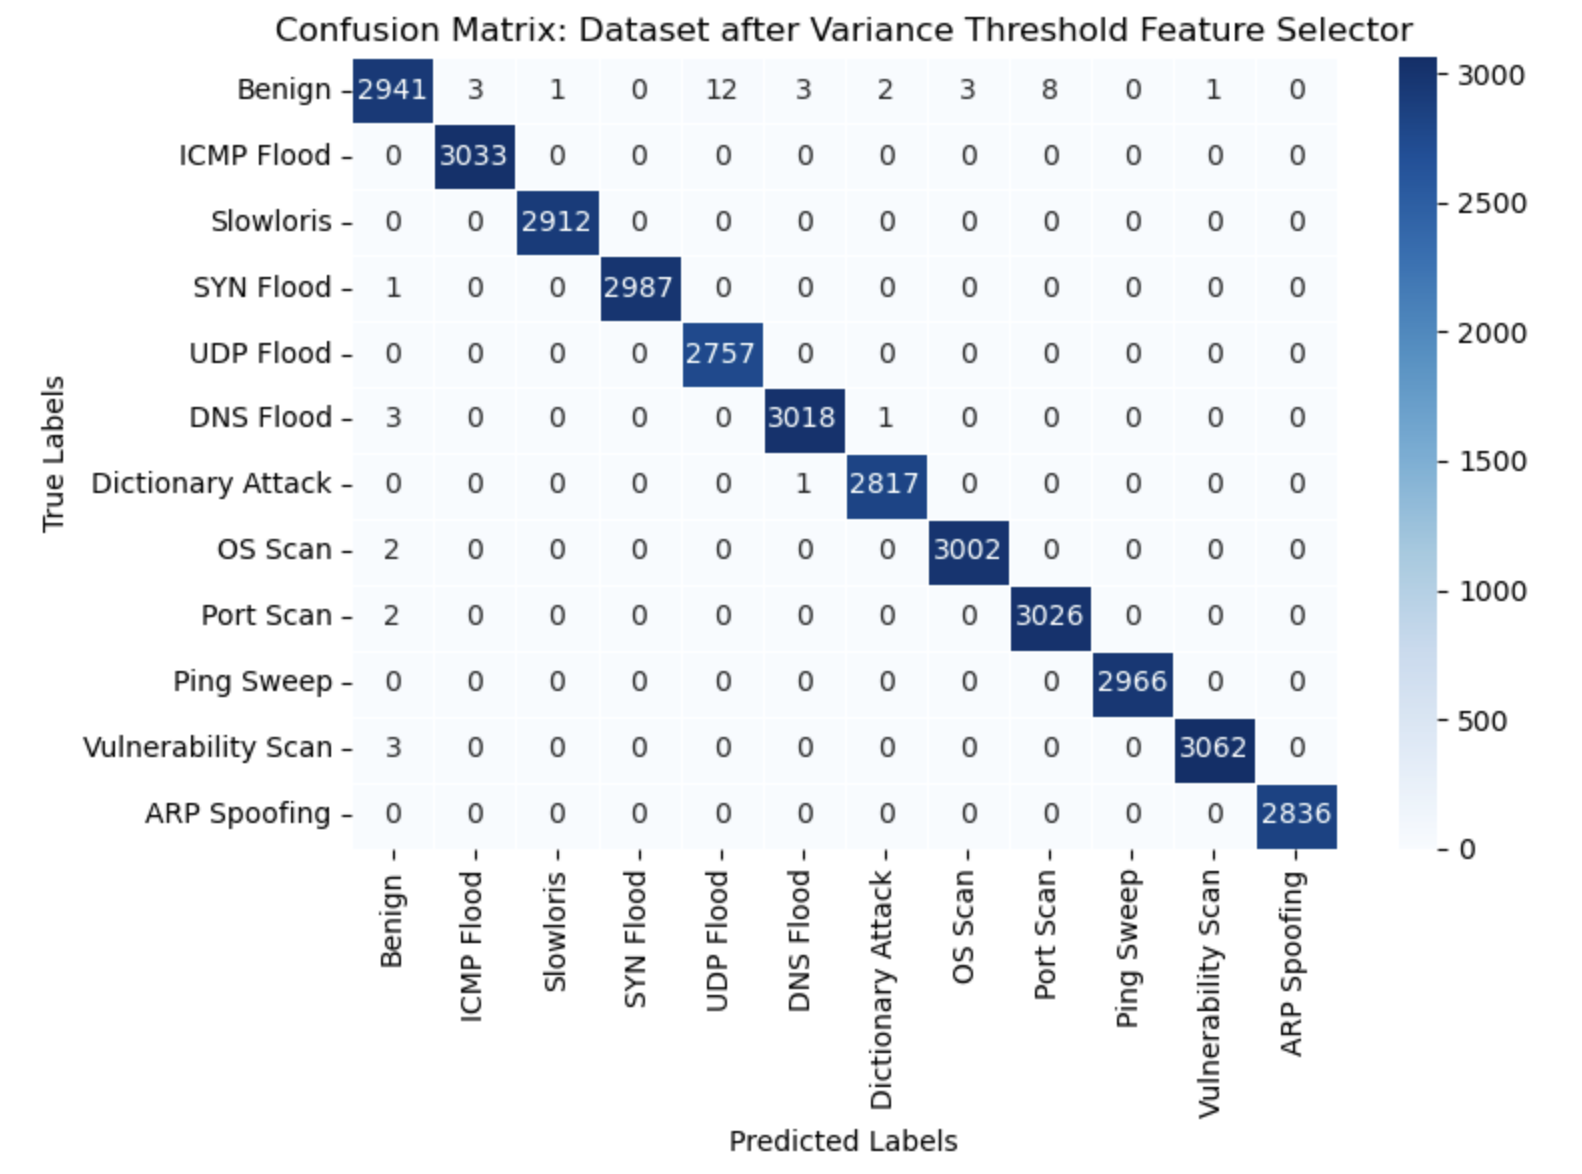 Confusion Matrix: Dataset after Variance Threshold Feature Selector
True Labels
Benign 2941 3 1 0 12 3 2 3 8 0 1 0
ICMP Flood 0 3033 0 0 0 0 0 0 0 0 0 0
Slowloris 0 0 2912 0 0 0 0 0 0 0 0 0
SYN Flood 1 0 0 2987 0 0 0 0 0 0 0 0
UDP Flood 0 0 0 0 2757 0 0 0 0 0 0 0
DNS Flood 3 0 0 0 0 3018 1 0 0 0 0 0
Dictionary Attack 0 0 0 0 0 1 2817 0 0 0 0 0
OS Scan 2 0 0 0 0 0 0 3002 0 0 0 0
Port Scan 2 0 0 0 0 0 0 0 3026 0 0 0
Ping Sweep 0 0 0 0 0 0 0 0 0 2966 0 0
Vulnerability Scan 3 0 0 0 0 0 0 0 0 0 3062 0
ARP Spoofing 0 0 0 0 0 0 0 0 0 0 0 2836
Benign
ICMP Flood
Slowloris
SYN Flood
UDP Flood
DNS Flood
Dictionary Attack
OS Scan
Port Scan
Ping Sweep
Vulnerability Scan
ARP Spoofing
Predicted Labels
3000
2500
2000
1500
1000
500
0